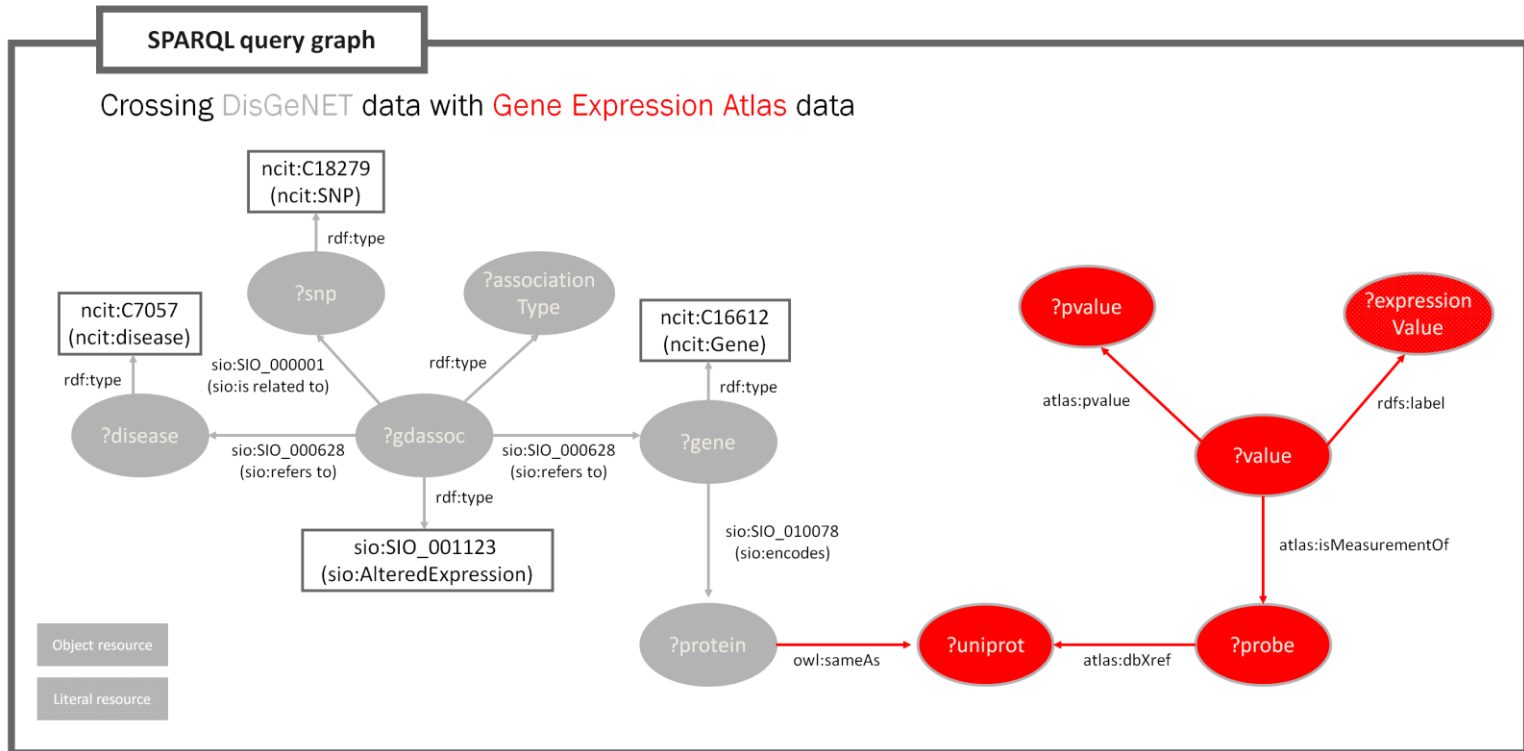 SPARQL query graph
Crossing DisGeNET data with Gene Expression Atlas data
ncit:C18279
(ncit:SNP)
rdf:type
?snp
?association
Type
ncit:C7057
(ncit:disease)
rdf:type
sio:SIO_000001
(sio:is related to)
rdf:type
ncit:C16612
(ncit:Gene)
rdf:type
?pvalue
?expression
Value
atlas:pvalue
rdfs:label
?disease
sio:SIO_000628
(sio:refers to)
?gdassoc
sio:SIO_000628
(sio:refers to)
?gene
?value
rdf:type
sio:SIO_001123
(sio:AlteredExpression)
sio:SIO_010078
(sio:encodes)
atlas:isMeasurementOf
Object resource
Literal resource
?protein
owl:sameAs
?uniprot
atlas:dbXref
?probe